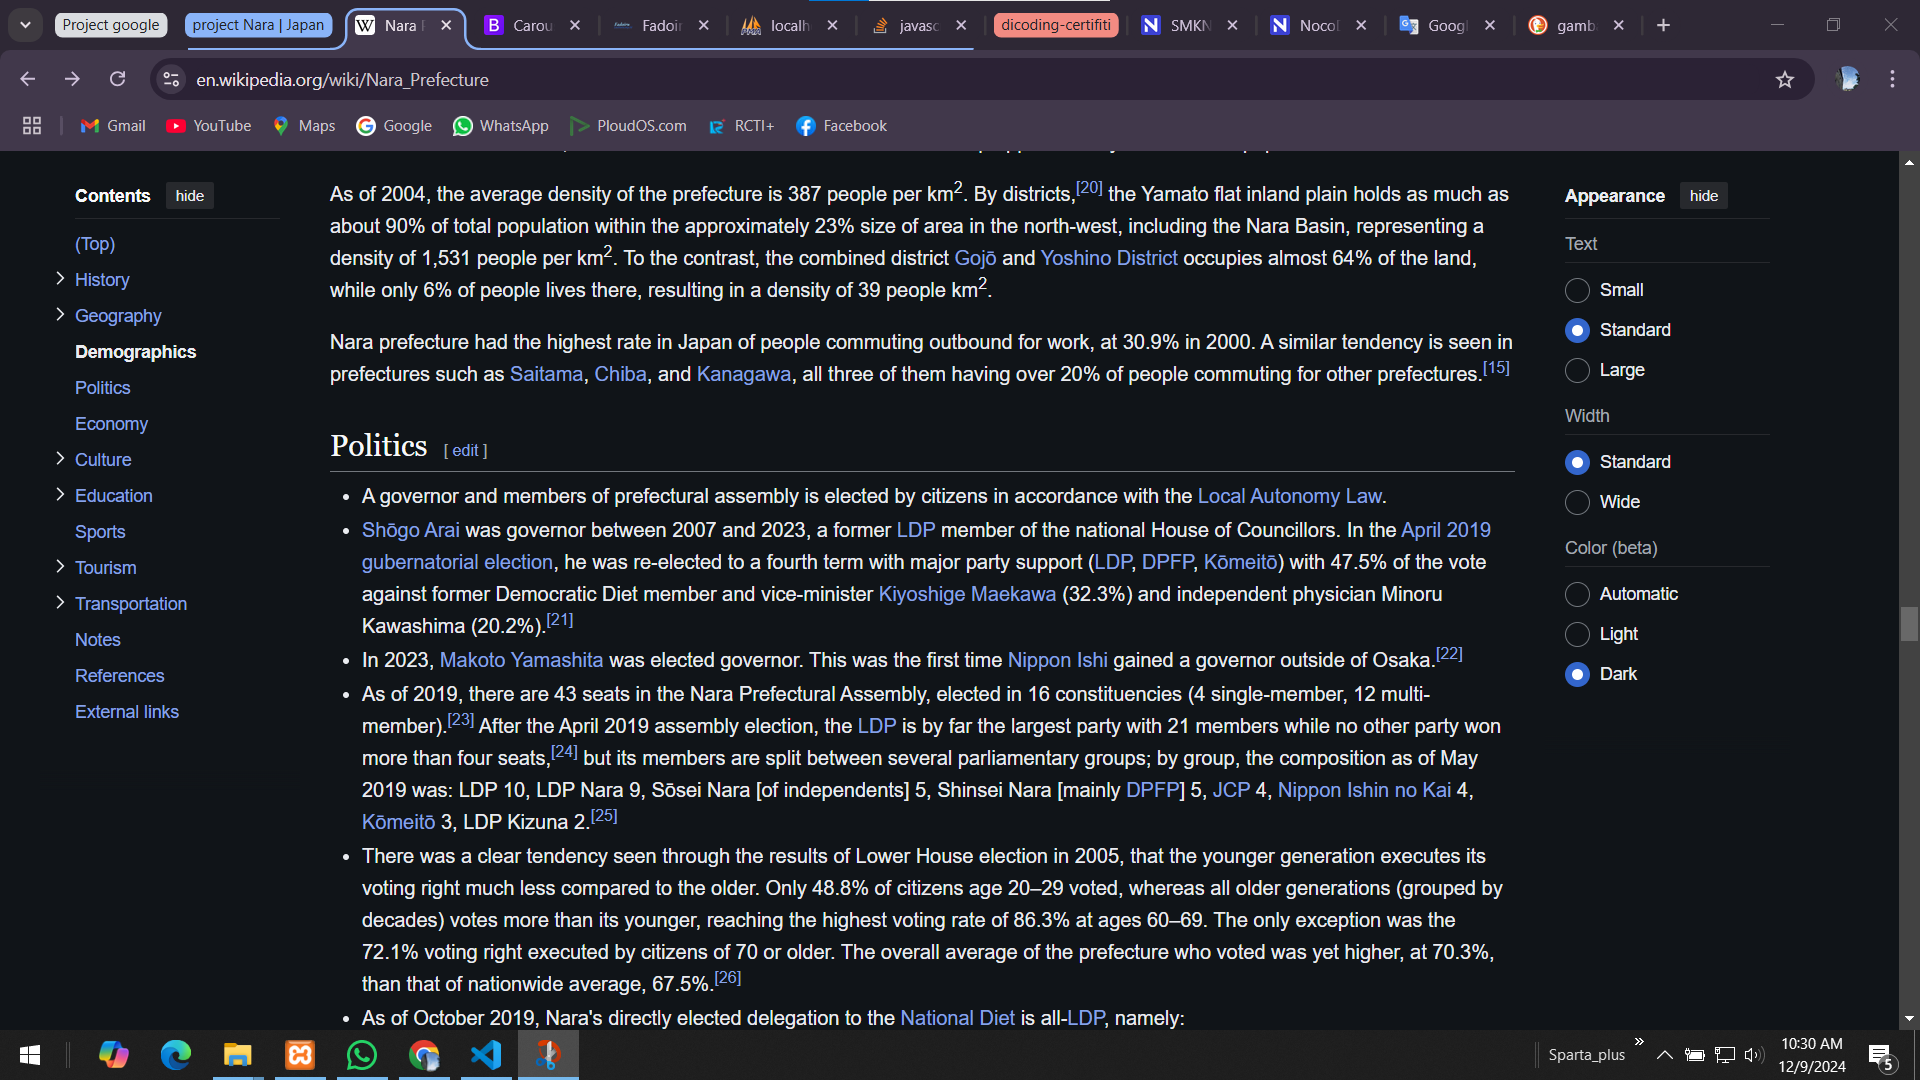 Project google
project Nara | Japan
Nara
Carou
Fadoin
localh
javasc
dicoding-certifiti
SMKN
Noco
Googl
gamb
en.wikipedia.org/wiki/Nara_Prefecture
Gmail
YouTube
Maps
Google
WhatsApp
PloudOS.com
RCTI+
Facebook
Contents hide
(Top)
History
Geography
Demographics
Politics
Economy
Culture
Education
Sports
Tourism
Transportation
Notes
References
External links
As of 2004, the average density of the prefecture is 387 people per km2. By districts,[20] the Yamato flat inland plain holds as much as
about 90% of total population within the approximately 23% size of area in the north-west, including the Nara Basin, representing a
density of 1,531 people per km2. To the contrast, the combined district Gojō and Yoshino District occupies almost 64% of the land,
while only 6% of people lives there, resulting in a density of 39 people km2.
Nara prefecture had the highest rate in Japan of people commuting outbound for work, at 30.9% in 2000. A similar tendency is seen in
prefectures such as Saitama, Chiba, and Kanagawa, all three of them having over 20% of people commuting for other prefectures.[15]
Politics [ edit ]
• A governor and members of prefectural assembly is elected by citizens in accordance with the Local Autonomy Law.
• Shōgo Arai was governor between 2007 and 2023, a former LDP member of the national House of Councillors. In the April 2019
gubernatorial election, he was re-elected to a fourth term with major party support (LDP, DPFP, Kōmeitō) with 47.5% of the vote
against former Democratic Diet member and vice-minister Kiyoshige Maekawa (32.3%) and independent physician Minoru
Kawashima (20.2%).[21]
• In 2023, Makoto Yamashita was elected governor. This was the first time Nippon Ishi gained a governor outside of Osaka.[22]
• As of 2019, there are 43 seats in the Nara Prefectural Assembly, elected in 16 constituencies (4 single-member, 12 multi-
member).[23] After the April 2019 assembly election, the LDP is by far the largest party with 21 members while no other party won
more than four seats,[24] but its members are split between several parliamentary groups; by group, the composition as of May
2019 was: LDP 10, LDP Nara 9, Sōsei Nara [of independents] 5, Shinsei Nara [mainly DPFP] 5, JCP 4, Nippon Ishin no Kai 4,
Kōmeitō 3, LDP Kizuna 2.[25]
• There was a clear tendency seen through the results of Lower House election in 2005, that the younger generation executes its
voting right much less compared to the older. Only 48.8% of citizens age 20–29 voted, whereas all older generations (grouped by
decades) votes more than its younger, reaching the highest voting rate of 86.3% at ages 60–69. The only exception was the
72.1% voting right executed by citizens of 70 or older. The overall average of the prefecture who voted was yet higher, at 70.3%,
than that of nationwide average, 67.5%.[26]
• As of October 2019, Nara's directly elected delegation to the National Diet is all-LDP, namely:
Appearance hide
Text
Small
Standard
Large
Width
Standard
Wide
Color (beta)
Automatic
Light
Dark
Sparta_plus
10:30 AM
12/9/2024
5